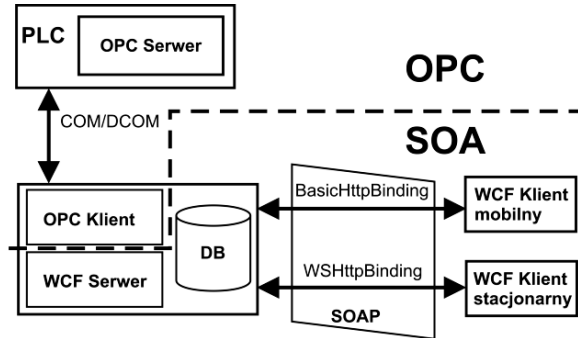 PLC
OPC Serwer
OPC
COM/DCOM
SOA
OPC Klient
DB
WCF Serwer
BasicHttpBinding
WSHttpBinding
SOAP
WCF Klient
mobilny
WCF Klient
stacjonarny